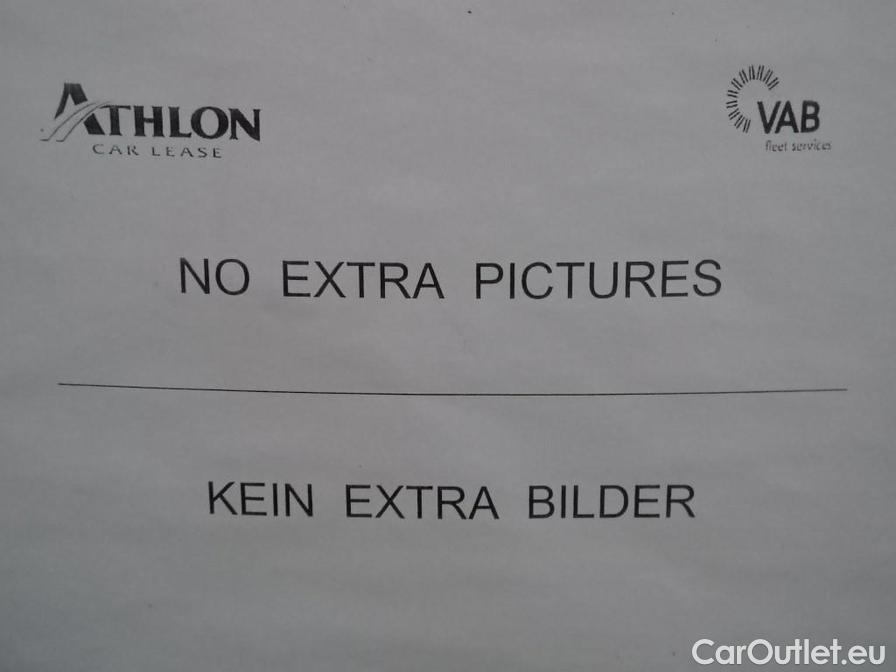 ATHLON
CAR LEASE
VAB
fleet services
NO EXTRA PICTURES
KEIN EXTRA BILDER
CarOutlet.eu